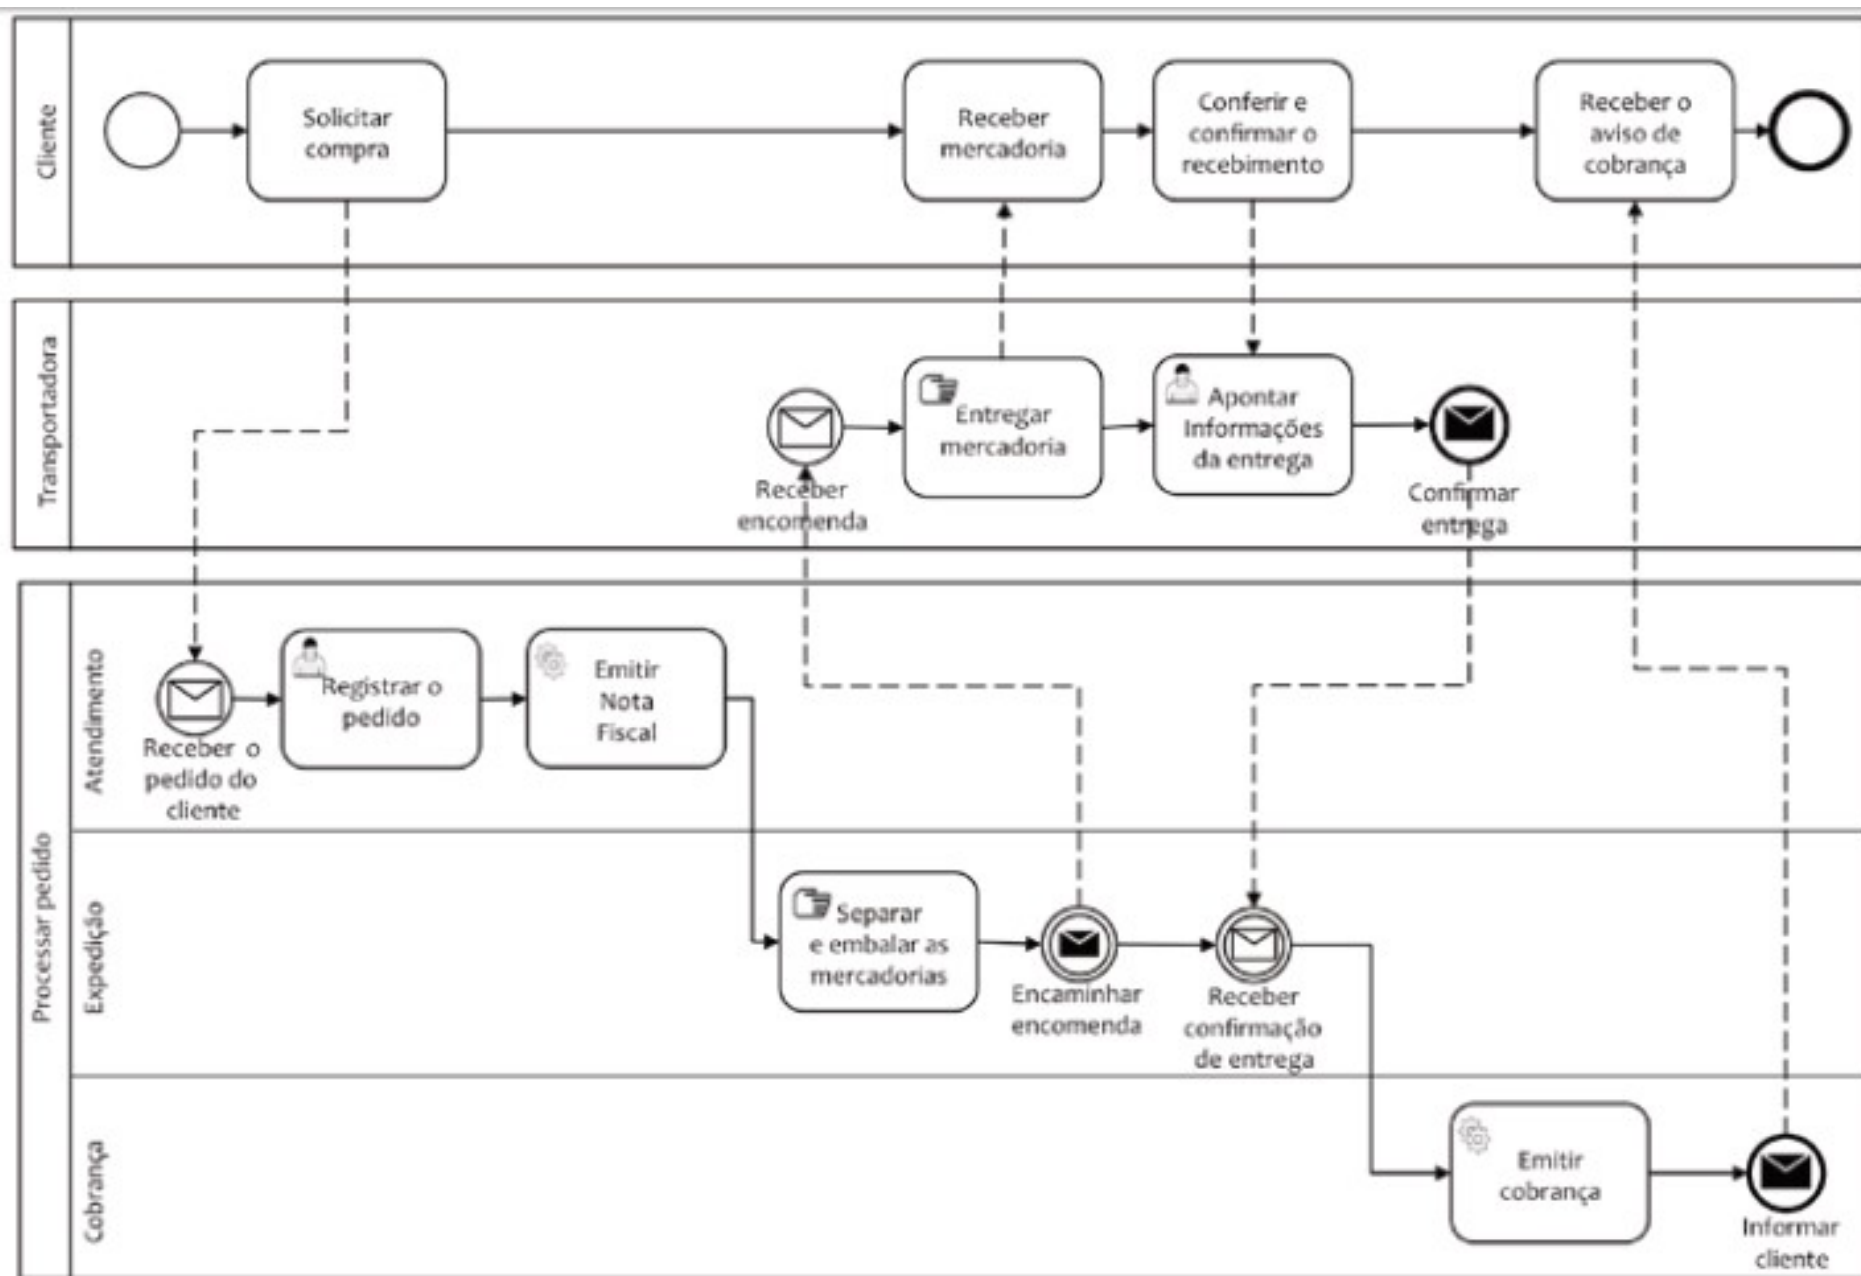 Cliente
Solicitar
compra
Receber
mercadoria
Conferir e
confirmar o
recebimento
Receber o
aviso de
cobrança
Transportadora
Receber
encomenda
Entregar
mercadoria
Apontar
Informações
da entrega
Confirmar
entrega
Processar pedido
Atendimento
Receber o
pedido do
cliente
Registrar o
pedido
Emitir
Nota
Fiscal
Expedição
Separar
e embalar as
mercadorias
Encaminhar
encomenda
Receber
confirmação
de entrega
Cobrança
Emitir
cobrança
Informar
cliente